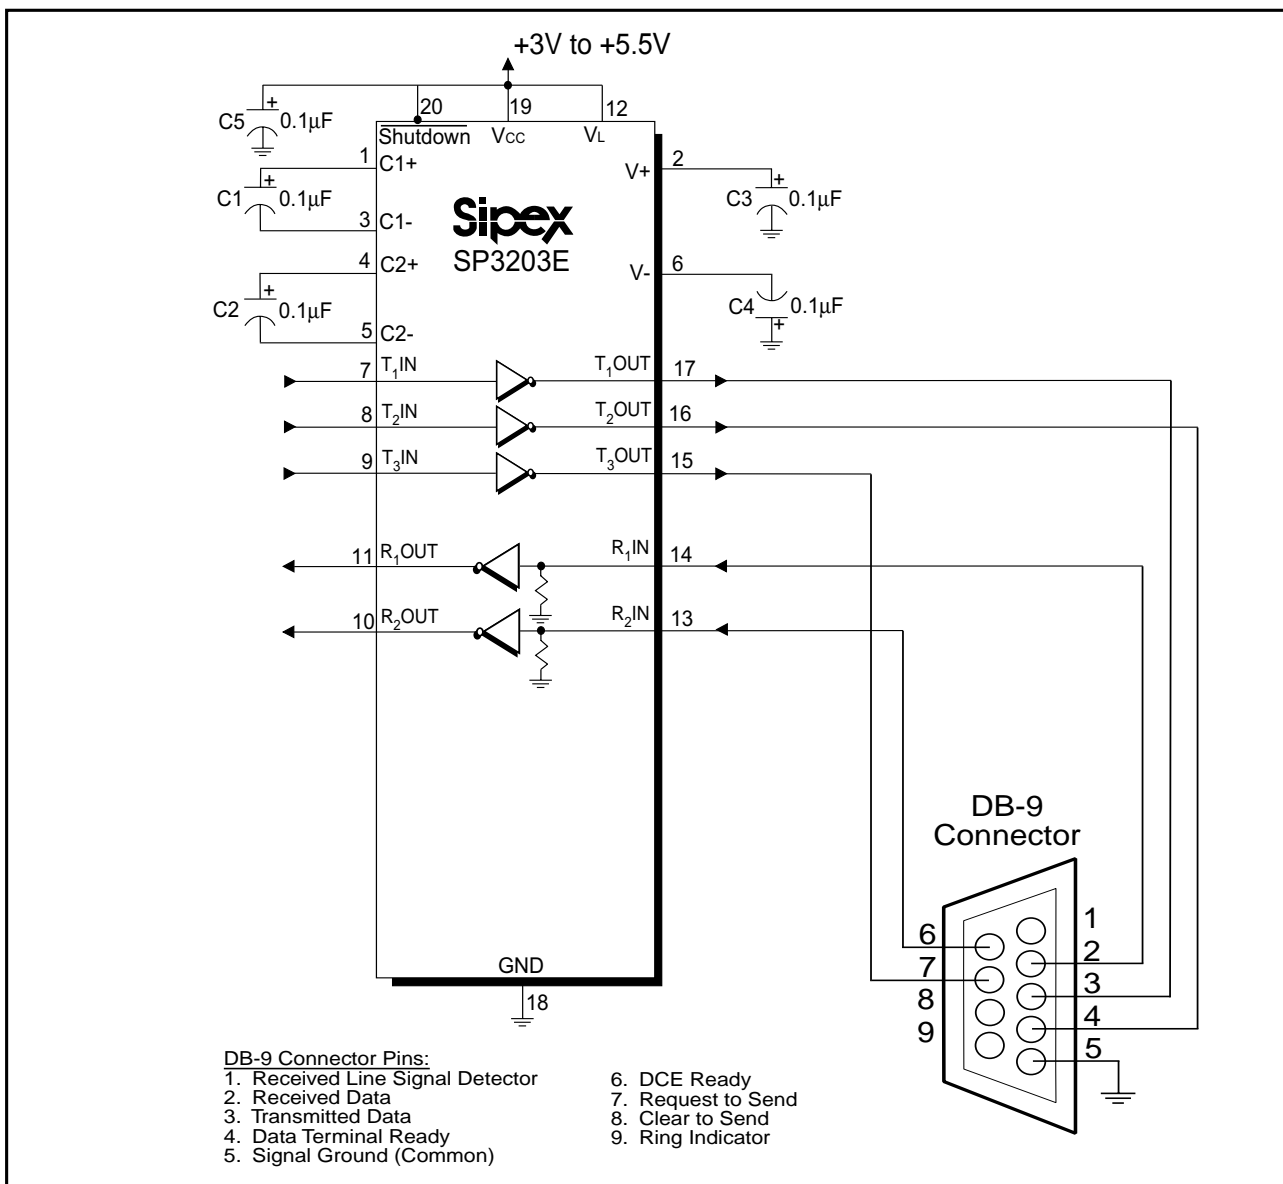 +3V to +5.5V
20
19
12
C5
+
0.1µF
Shutdown
VCC
VL
1
C1+
V+
2
C1
+
0.1µF
C3
+
0.1µF
3
C1-
Sipex
SP3203E
4
C2+
V-
6
C2
+
0.1µF
C4
+
0.1µF
5
C2-
7
T1IN
T1OUT
17
8
T2IN
T2OUT
16
9
T3IN
T3OUT
15
11
R1OUT
R1IN
14
10
R2OUT
R2IN
13
DB-9
Connector
6
7
8
9
1
2
3
4
5
GND
18
DB-9 Connector Pins:
1. Received Line Signal Detector
2. Received Data
3. Transmitted Data
4. Data Terminal Ready
5. Signal Ground (Common)
6. DCE Ready
7. Request to Send
8. Clear to Send
9. Ring Indicator